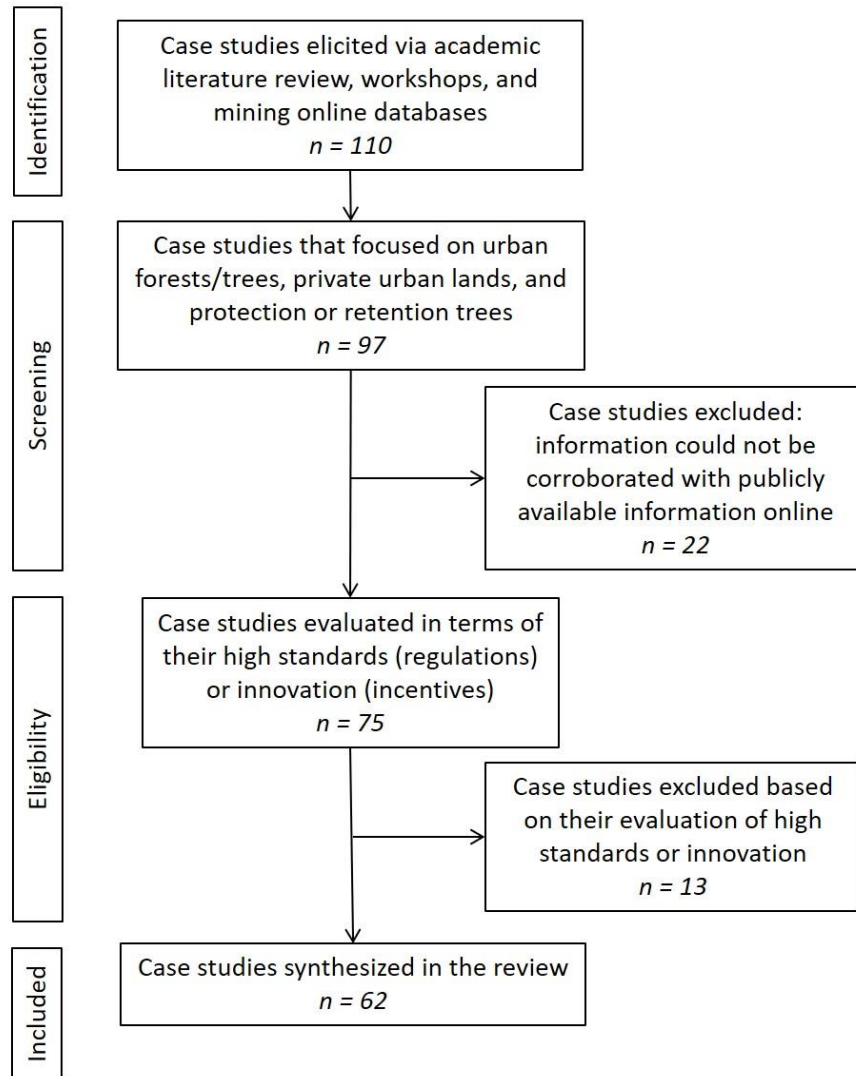 Identification
Case studies elicited via academic
literature review, workshops, and
mining online databases
n = 110
Screening
Case studies that focused on urban
forests/trees, private urban lands, and
protection or retention trees
n = 97
Case studies excluded:
information could not be
corroborated with publicly
available information online
n = 22
Eligibility
Case studies evaluated in terms of
their high standards (regulations)
or innovation (incentives)
n = 75
Case studies excluded based
on their evaluation of high
standards or innovation
n = 13
Included
Case studies synthesized in the review
n = 62